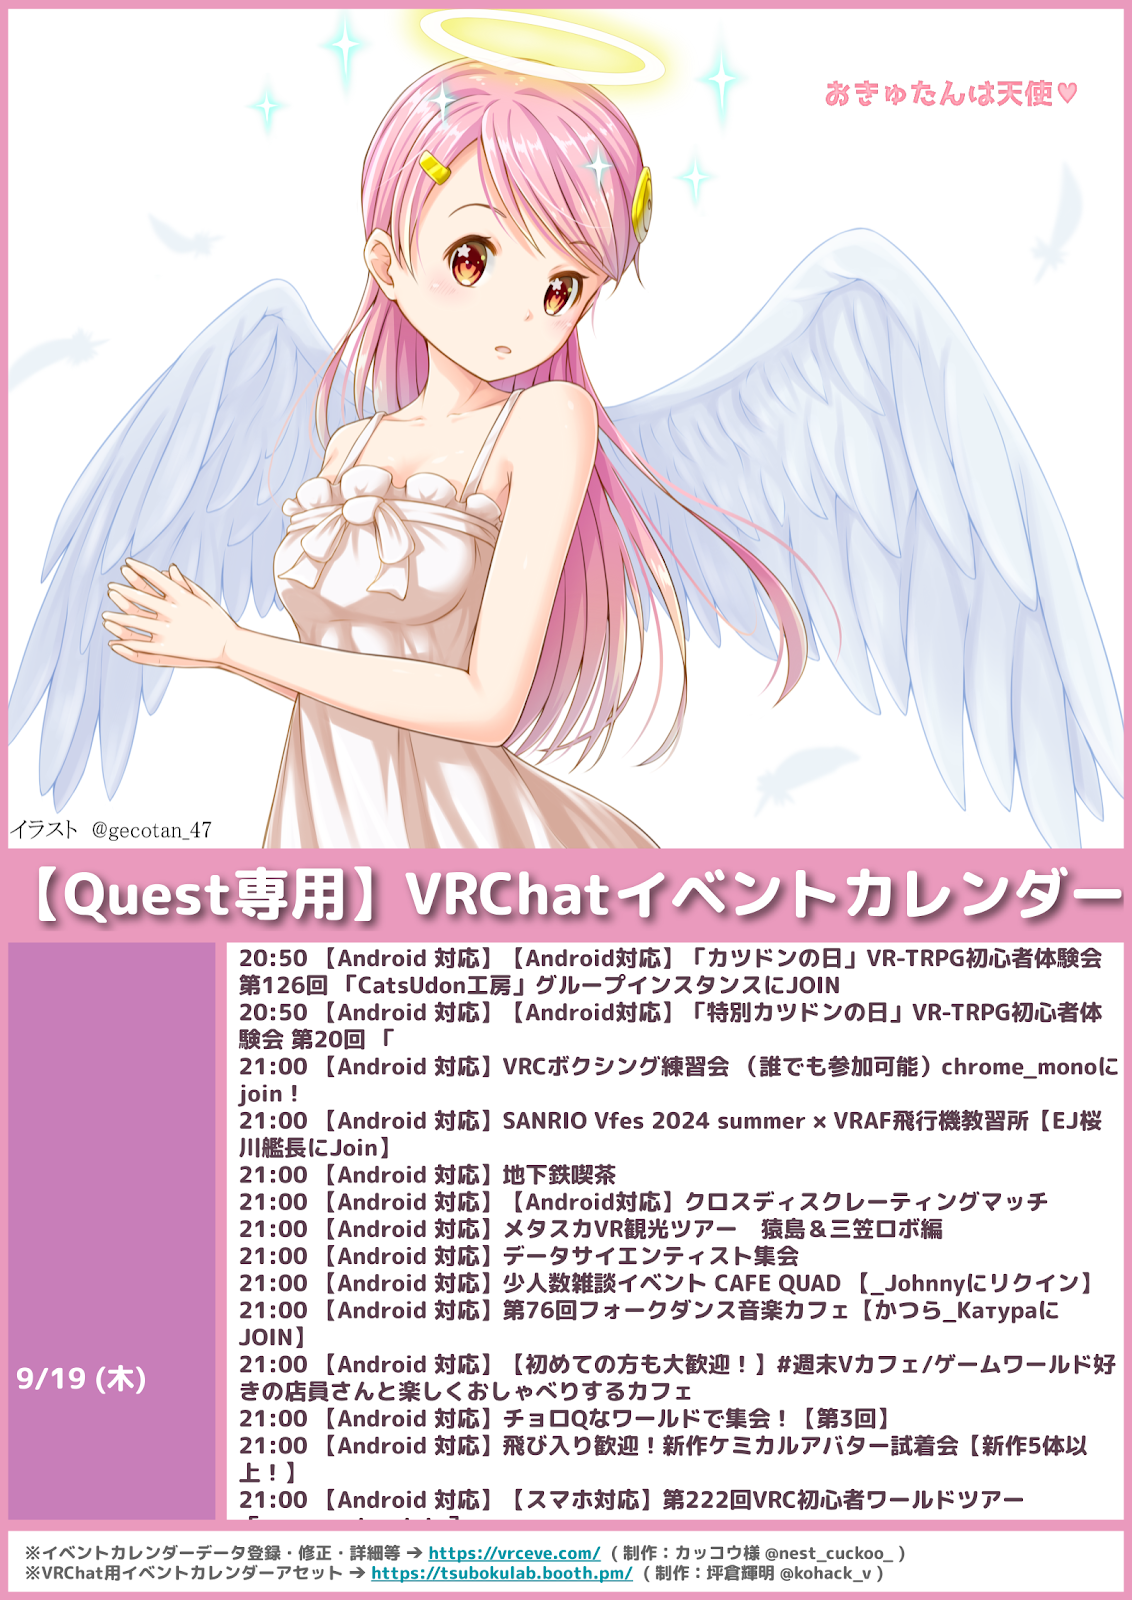 おきゅたんは天使♥
イラスト @gecotan_47
【Quest専用】VRChatイベントカレンダー
9/19 (木)
20:50 【Android 対応】【Android対応】「カツドンの日」VR-TRPG初心者体験会
第126回 「CatsUdon工房」グループインスタンスにJOIN
20:50 【Android 対応】【Android対応】「特別カツドンの日」VR-TRPG初心者体
験会 第20回 「
21:00 【Android 対応】VRCボクシング練習会 （誰でも参加可能）chrome_monoに
join！
21:00 【Android 対応】SANRIO Vfes 2024 summer × VRAF飛行機教習所【EJ桜
川艦長にJoin】
21:00 【Android 対応】地下鉄喫茶
21:00 【Android 対応】【Android対応】クロスディスクレーティングマッチ
21:00 【Android 対応】メタスカVR観光ツアー　猿島＆三笠ロボ編
21:00 【Android 対応】データサイエンティスト集会
21:00 【Android 対応】少人数雑談イベント CAFE QUAD 【_Johnnyにリクイン】
21:00 【Android 対応】第76回フォークダンス音楽カフェ【かつら_Катураに
JOIN】
21:00 【Android 対応】【初めての方も大歓迎！】#週末Vカフェ/ゲームワールド好
きの店員さんと楽しくおしゃべりするカフェ
21:00 【Android 対応】チョロQなワールドで集会！【第3回】
21:00 【Android 対応】飛び入り歓迎！新作ケミカルアバター試着会【新作5体以
上！】
21:00 【Android 対応】【スマホ対応】第222回VRC初心者ワールドツアー
※イベントカレンダーデータ登録・修正・詳細等 ➔ https://vrceve.com/ ( 制作：カッコウ様 @nest_cuckoo_ )
※VRChat用イベントカレンダーアセット ➔ https://tsubokulab.booth.pm/ ( 制作：坪倉輝明 @kohack_v )